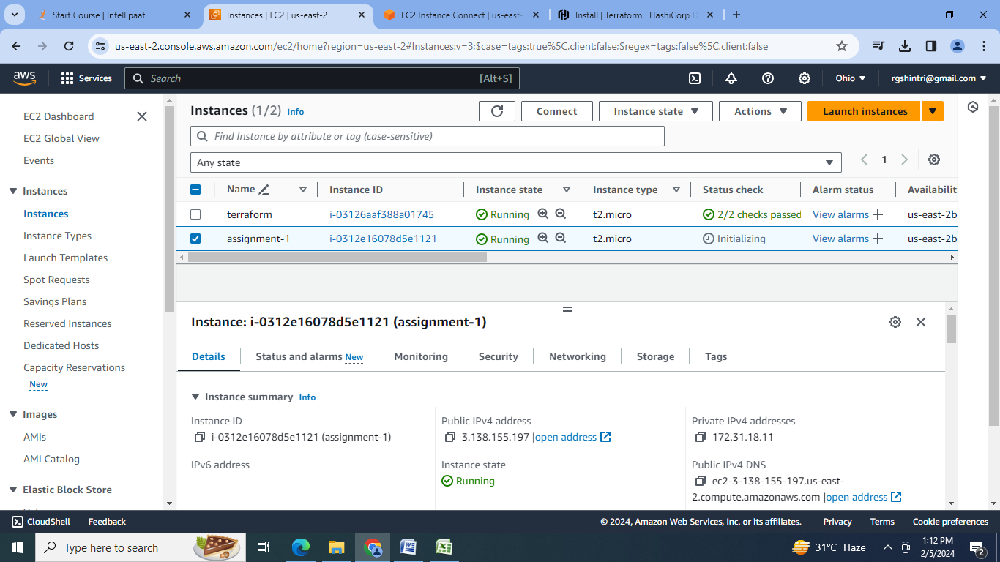 Start Course | Intellipaat
Instances | EC2 | us-east-2
EC2 Instance Connect | us-east-
Install | Terraform | HashiCorp D
us-east-2.console.aws.amazon.com/ec2/home?region=us-east-2#Instances:v=3;$case=tags:true%5C,client:false;$regex=tags:false%5C,client:false
aws
Services
Search
[Alt+S]
Ohio
rgshintri@gmail.com
EC2 Dashboard
EC2 Global View
Events
Instances
Instances
Instance Types
Launch Templates
Spot Requests
Savings Plans
Reserved Instances
Dedicated Hosts
Capacity Reservations
New
Images
AMIs
AMI Catalog
Elastic Block Store
Instances (1/2) Info
Connect
Instance state
Actions
Launch instances
Find Instance by attribute or tag (case-sensitive)
Any state
1
Name Instance ID Instance state Instance type Status check Alarm status Availability
terraform i-03126aaf388a01745 Running t2.micro 2/2 checks passed View alarms us-east-2b
assignment-1 i-0312e16078d5e1121 Running t2.micro Initializing View alarms us-east-2b
Instance: i-0312e16078d5e1121 (assignment-1)
Details Status and alarms New Monitoring Security Networking Storage Tags
Instance summary Info
Instance ID
i-0312e16078d5e1121 (assignment-1)
Public IPv4 address
3.138.155.197 |open address
Private IPv4 addresses
172.31.18.11
IPv6 address
–
Instance state
Running
Public IPv4 DNS
ec2-3-138-155-197.us-east-
2.compute.amazonaws.com |open address
CloudShell
Feedback
© 2024, Amazon Web Services, Inc. or its affiliates.
Privacy
Terms
Cookie preferences
Type here to search
31°C Haze
1:12 PM
2/5/2024
2